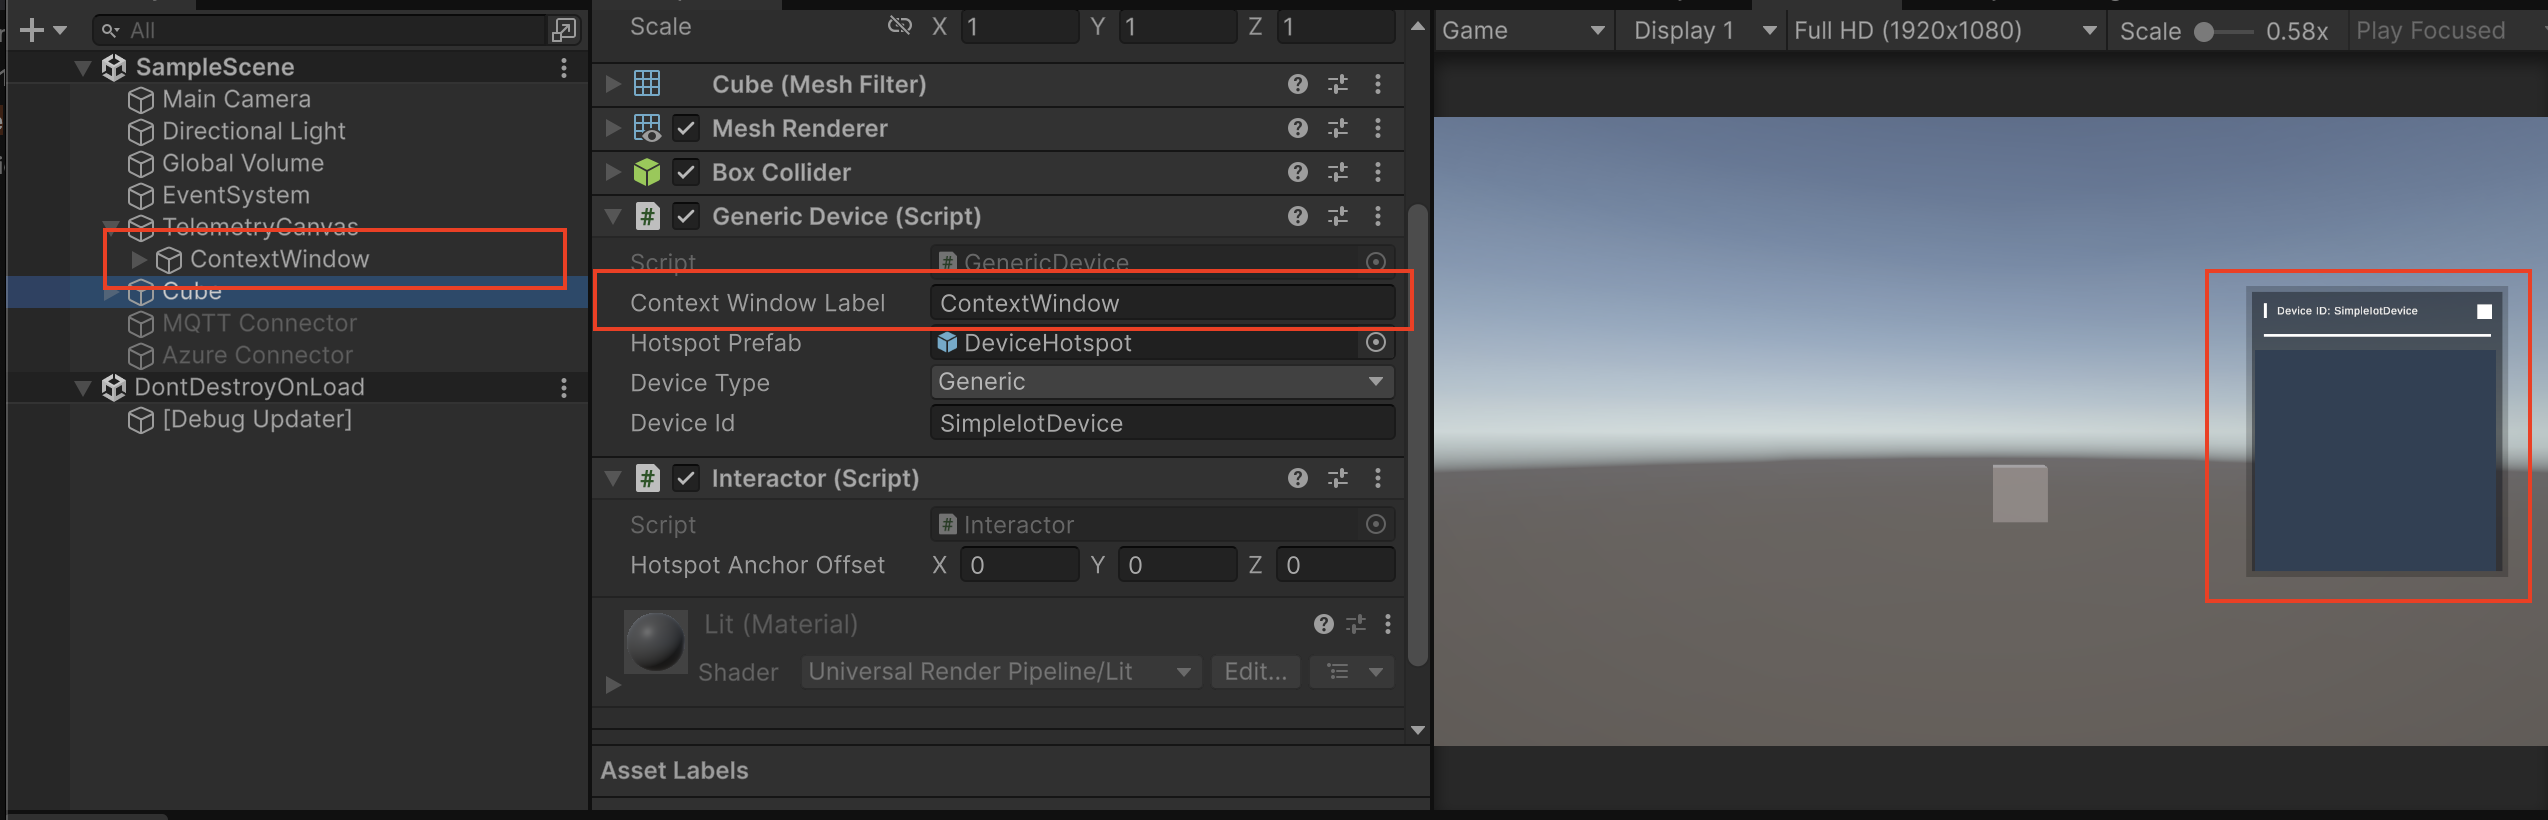 All
SampleScene
Main Camera
Directional Light
Global Volume
EventSystem
TelemetryCanvas
ContextWindow
Cube
MQTT Connector
Azure Connector
DontDestroyOnLoad
[Debug Updater]
Scale X 1 Y 1 Z 1
Cube (Mesh Filter)
Mesh Renderer
Box Collider
# Generic Device (Script)
Script # GenericDevice
Context Window Label ContextWindow
Hotspot Prefab DeviceHotspot
Device Type Generic
Device Id SimpleIotDevice
# Interactor (Script)
Script # Interactor
Hotspot Anchor Offset X 0 Y 0 Z 0
Lit (Material)
Shader Universal Render Pipeline/Lit Edit...
Asset Labels
Game Display 1 Full HD (1920x1080) Scale 0.58x Play Focused
Device ID: SimpleIotDevice